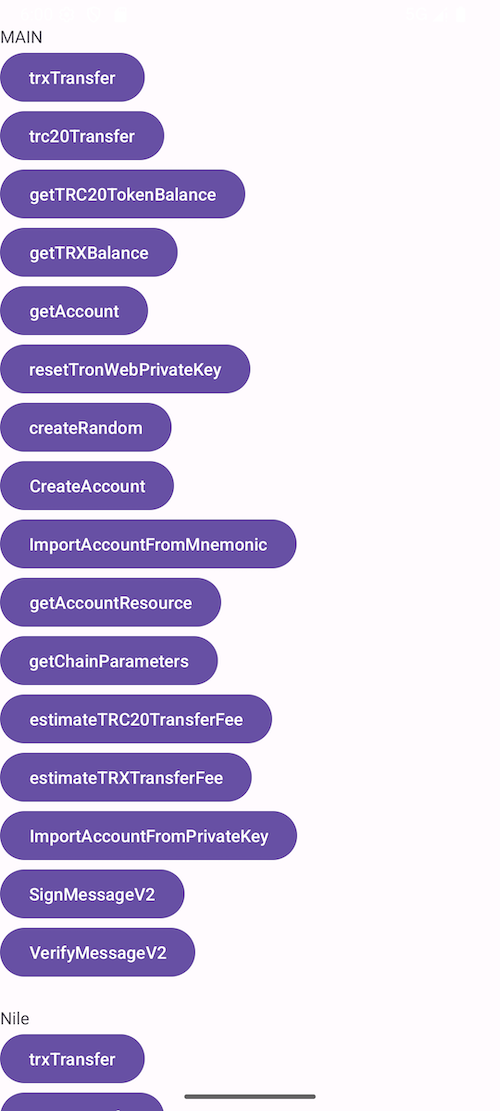 MAIN
trxTransfer
trc20Transfer
getTRC20TokenBalance
getTRXBalance
getAccount
resetTronWebPrivateKey
createRandom
CreateAccount
ImportAccountFromMnemonic
getAccountResource
getChainParameters
estimateTRC20TransferFee
estimateTRXTransferFee
ImportAccountFromPrivateKey
SignMessageV2
VerifyMessageV2
Nile
trxTransfer